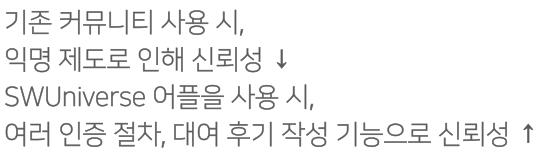 기존 커뮤니티 사용 시,
익명 제도로 인해 신뢰성 ↓
SWUniverse 어플을 사용 시,
여러 인증 절차, 대여 후기 작성 기능으로 신뢰성 ↑